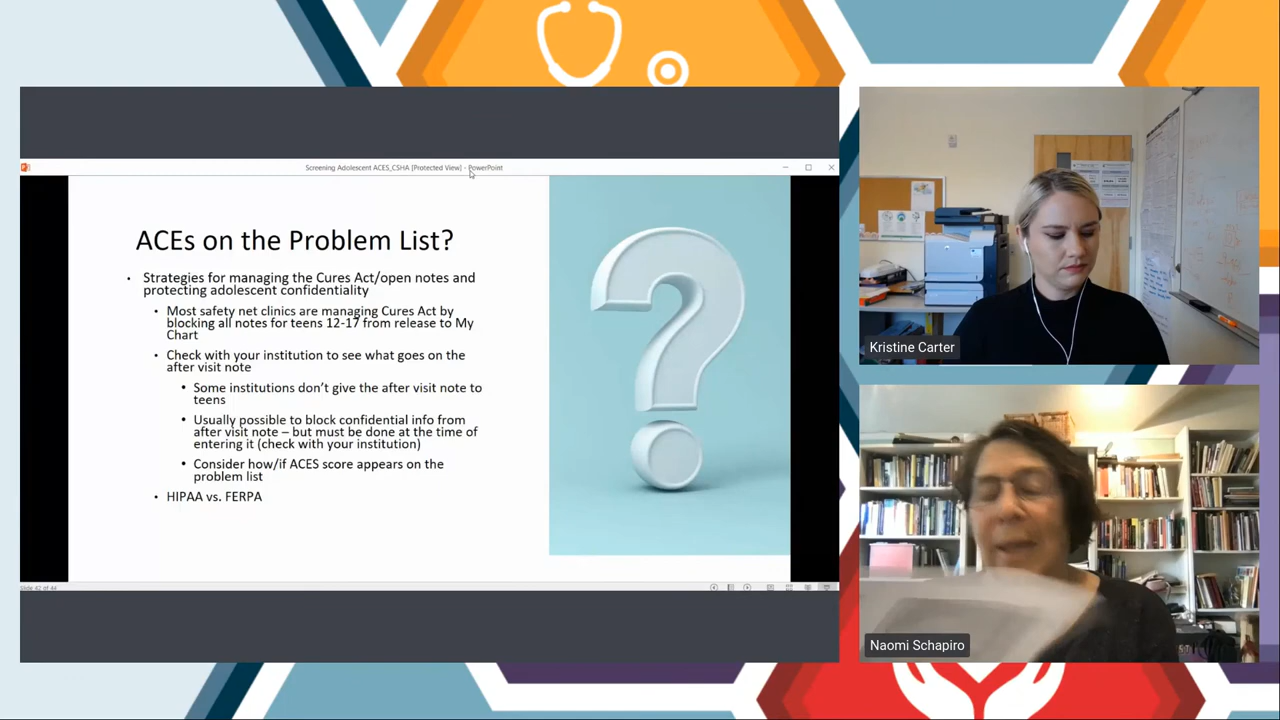 Screening Adolescent ACES_CSHA [Protected View] - PowerPoint
ACEs on the Problem List?
• Strategies for managing the Cures Act/open notes and
protecting adolescent confidentiality
• Most safety net clinics are managing Cures Act by
blocking all notes for teens 12-17 from release to My
Chart
• Check with your institution to see what goes on the
after visit note
• Some institutions don't give the after visit note to
teens
• Usually possible to block confidential info from
after visit note – but must be done at the time of
entering it (check with your institution)
• Consider how/if ACES score appears on the
problem list
• HIPAA vs. FERPA
Slide 42 of 44
Kristine Carter
Naomi Schapiro